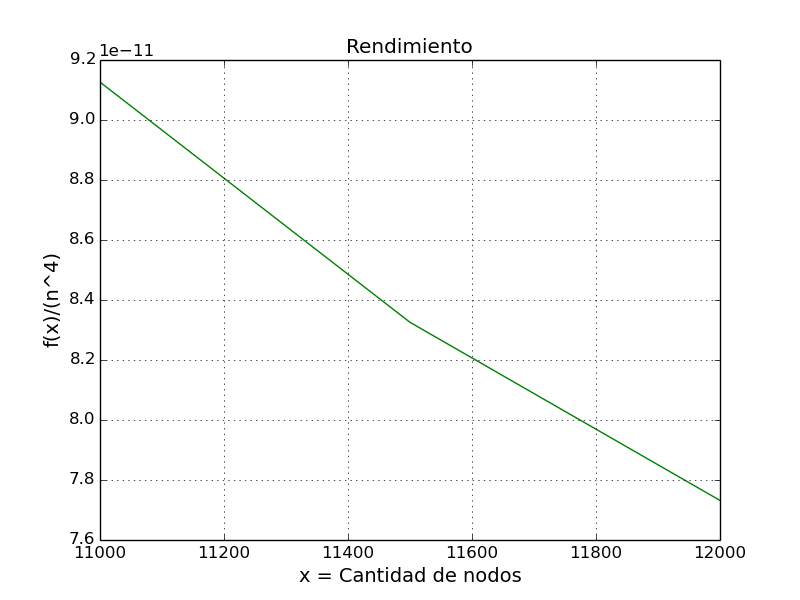 Rendimiento
1e−11
9.2
9.0
8.8
8.6
8.4
8.2
8.0
7.8
7.6
f(x)/(n^4)
11000 11200 11400 11600 11800 12000
x = Cantidad de nodos